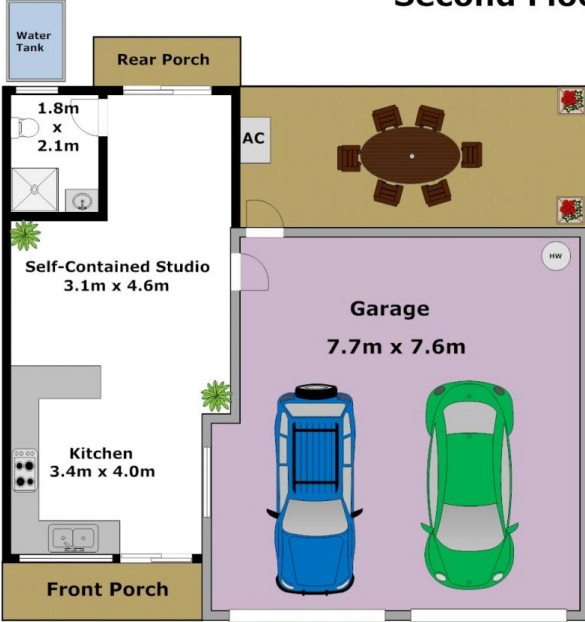 Water
Tank
Rear Porch
1.8m
x
2.1m
AC
HW
Self-Contained Studio
3.1m x 4.6m
Garage
7.7m x 7.6m
Kitchen
3.4m x 4.0m
Front Porch